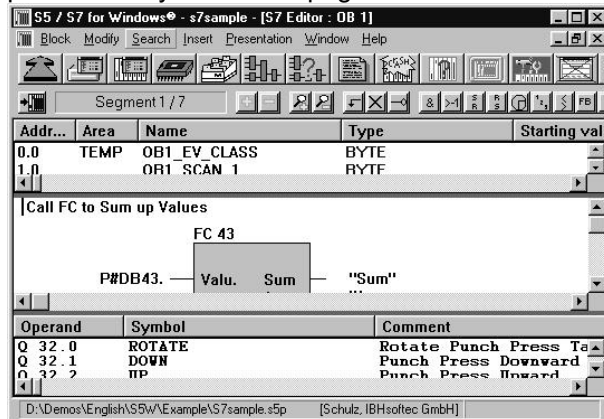 S5 / S7 for Windows® - s7sample - [S7 Editor : OB 1]
Block Modify Search Insert Presentation Window Help
Segment 1 / 7
& >-1 S R R S FB
Addr... Area Name Type Starting val
0.0 TEMP OB1_EV_CLASS BYTE
1.0 OB1_SCAN_1 BYTE
Call FC to Sum up Values
FC 43
P#DB43. Valu. Sum "Sum"
Operand Symbol Comment
Q 32.0 ROTATE Rotate Punch Press Ta
Q 32.1 DOWN Punch Press Downward
Q 32.2 UP Punch Press Upward
D:\Demos\English\S5W\Example\S7sample.s5p [Schulz, IBHsoftec GmbH]